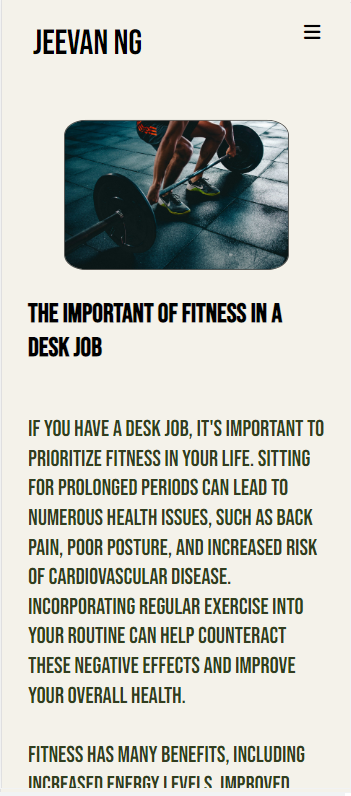 JEEVAN NG
THE IMPORTANT OF FITNESS IN A
DESK JOB
IF YOU HAVE A DESK JOB, IT'S IMPORTANT TO
PRIORITIZE FITNESS IN YOUR LIFE. SITTING
FOR PROLONGED PERIODS CAN LEAD TO
NUMEROUS HEALTH ISSUES, SUCH AS BACK
PAIN, POOR POSTURE, AND INCREASED RISK
OF CARDIOVASCULAR DISEASE.
INCORPORATING REGULAR EXERCISE INTO
YOUR ROUTINE CAN HELP COUNTERACT
THESE NEGATIVE EFFECTS AND IMPROVE
YOUR OVERALL HEALTH.
FITNESS HAS MANY BENEFITS, INCLUDING
INCREASED ENERGY LEVELS, IMPROVED